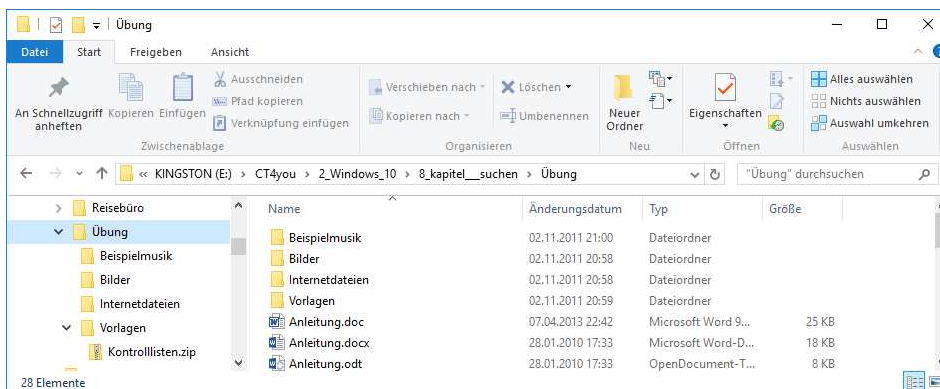 Übung
Datei Start Freigeben Ansicht
An Schnellzugriff anheften
Kopieren
Einfügen
Ausschneiden
Pfad kopieren
Verknüpfung einfügen
Zwischenablage
Verschieben nach
Kopieren nach
Löschen
Umbenennen
Organisieren
Neuer Ordner
Neu
Eigenschaften
Öffnen
Alles auswählen
Nichts auswählen
Auswahl umkehren
Auswählen
« KINGSTON (E:) > CT4you > 2_Windows_10 > 8_kapitel___suchen > Übung
"Übung" durchsuchen
Reisebüro
Übung
Beispielmusik
Bilder
Internetdateien
Vorlagen
Kontrolllisten.zip
Name Änderungsdatum Typ Größe
Beispielmusik 02.11.2011 21:00 Dateiordner
Bilder 02.11.2011 20:58 Dateiordner
Internetdateien 02.11.2011 20:58 Dateiordner
Vorlagen 02.11.2011 20:59 Dateiordner
Anleitung.doc 07.04.2013 22:42 Microsoft Word 9... 25 KB
Anleitung.docx 28.01.2010 17:33 Microsoft Word-D... 18 KB
Anleitung.odt 28.01.2010 17:33 OpenDocument-T... 8 KB
28 Elemente